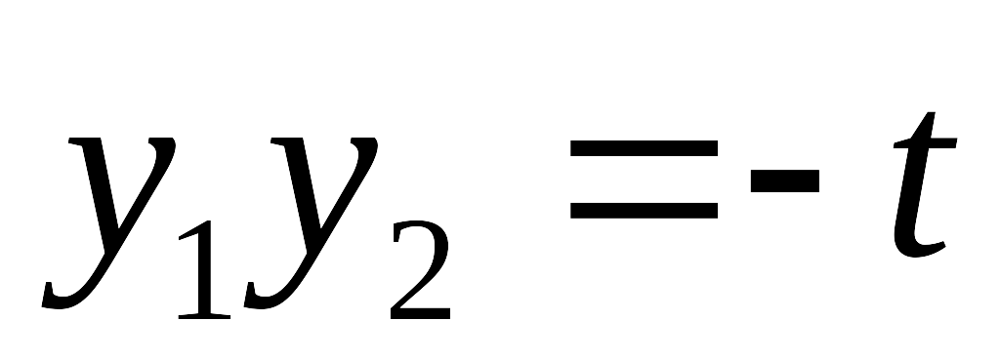 y₁y₂ =- t